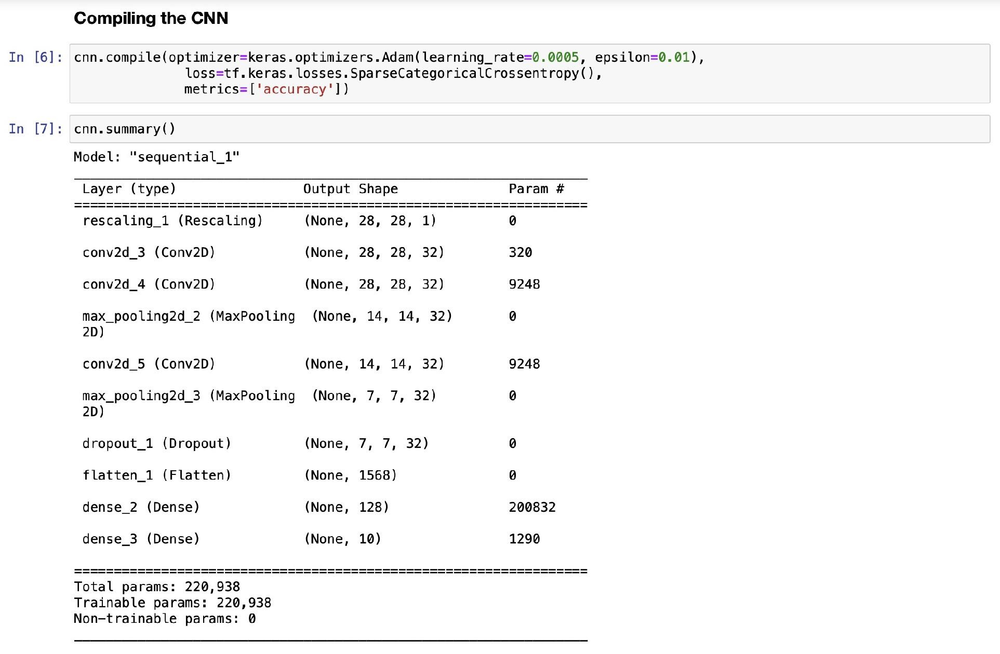 Compiling the CNN
In [6]: cnn.compile(optimizer=keras.optimizers.Adam(learning_rate=0.0005, epsilon=0.01),
loss=tf.keras.losses.SparseCategoricalCrossentropy(),
metrics=['accuracy'])
In [7]: cnn.summary()
Model: "sequential_1"
Layer (type) Output Shape Param #
=================================================================
rescaling_1 (Rescaling) (None, 28, 28, 1) 0
conv2d_3 (Conv2D) (None, 28, 28, 32) 320
conv2d_4 (Conv2D) (None, 28, 28, 32) 9248
max_pooling2d_2 (MaxPooling (None, 14, 14, 32) 0
2D)
conv2d_5 (Conv2D) (None, 14, 14, 32) 9248
max_pooling2d_3 (MaxPooling (None, 7, 7, 32) 0
2D)
dropout_1 (Dropout) (None, 7, 7, 32) 0
flatten_1 (Flatten) (None, 1568) 0
dense_2 (Dense) (None, 128) 200832
dense_3 (Dense) (None, 10) 1290
=================================================================
Total params: 220,938
Trainable params: 220,938
Non-trainable params: 0